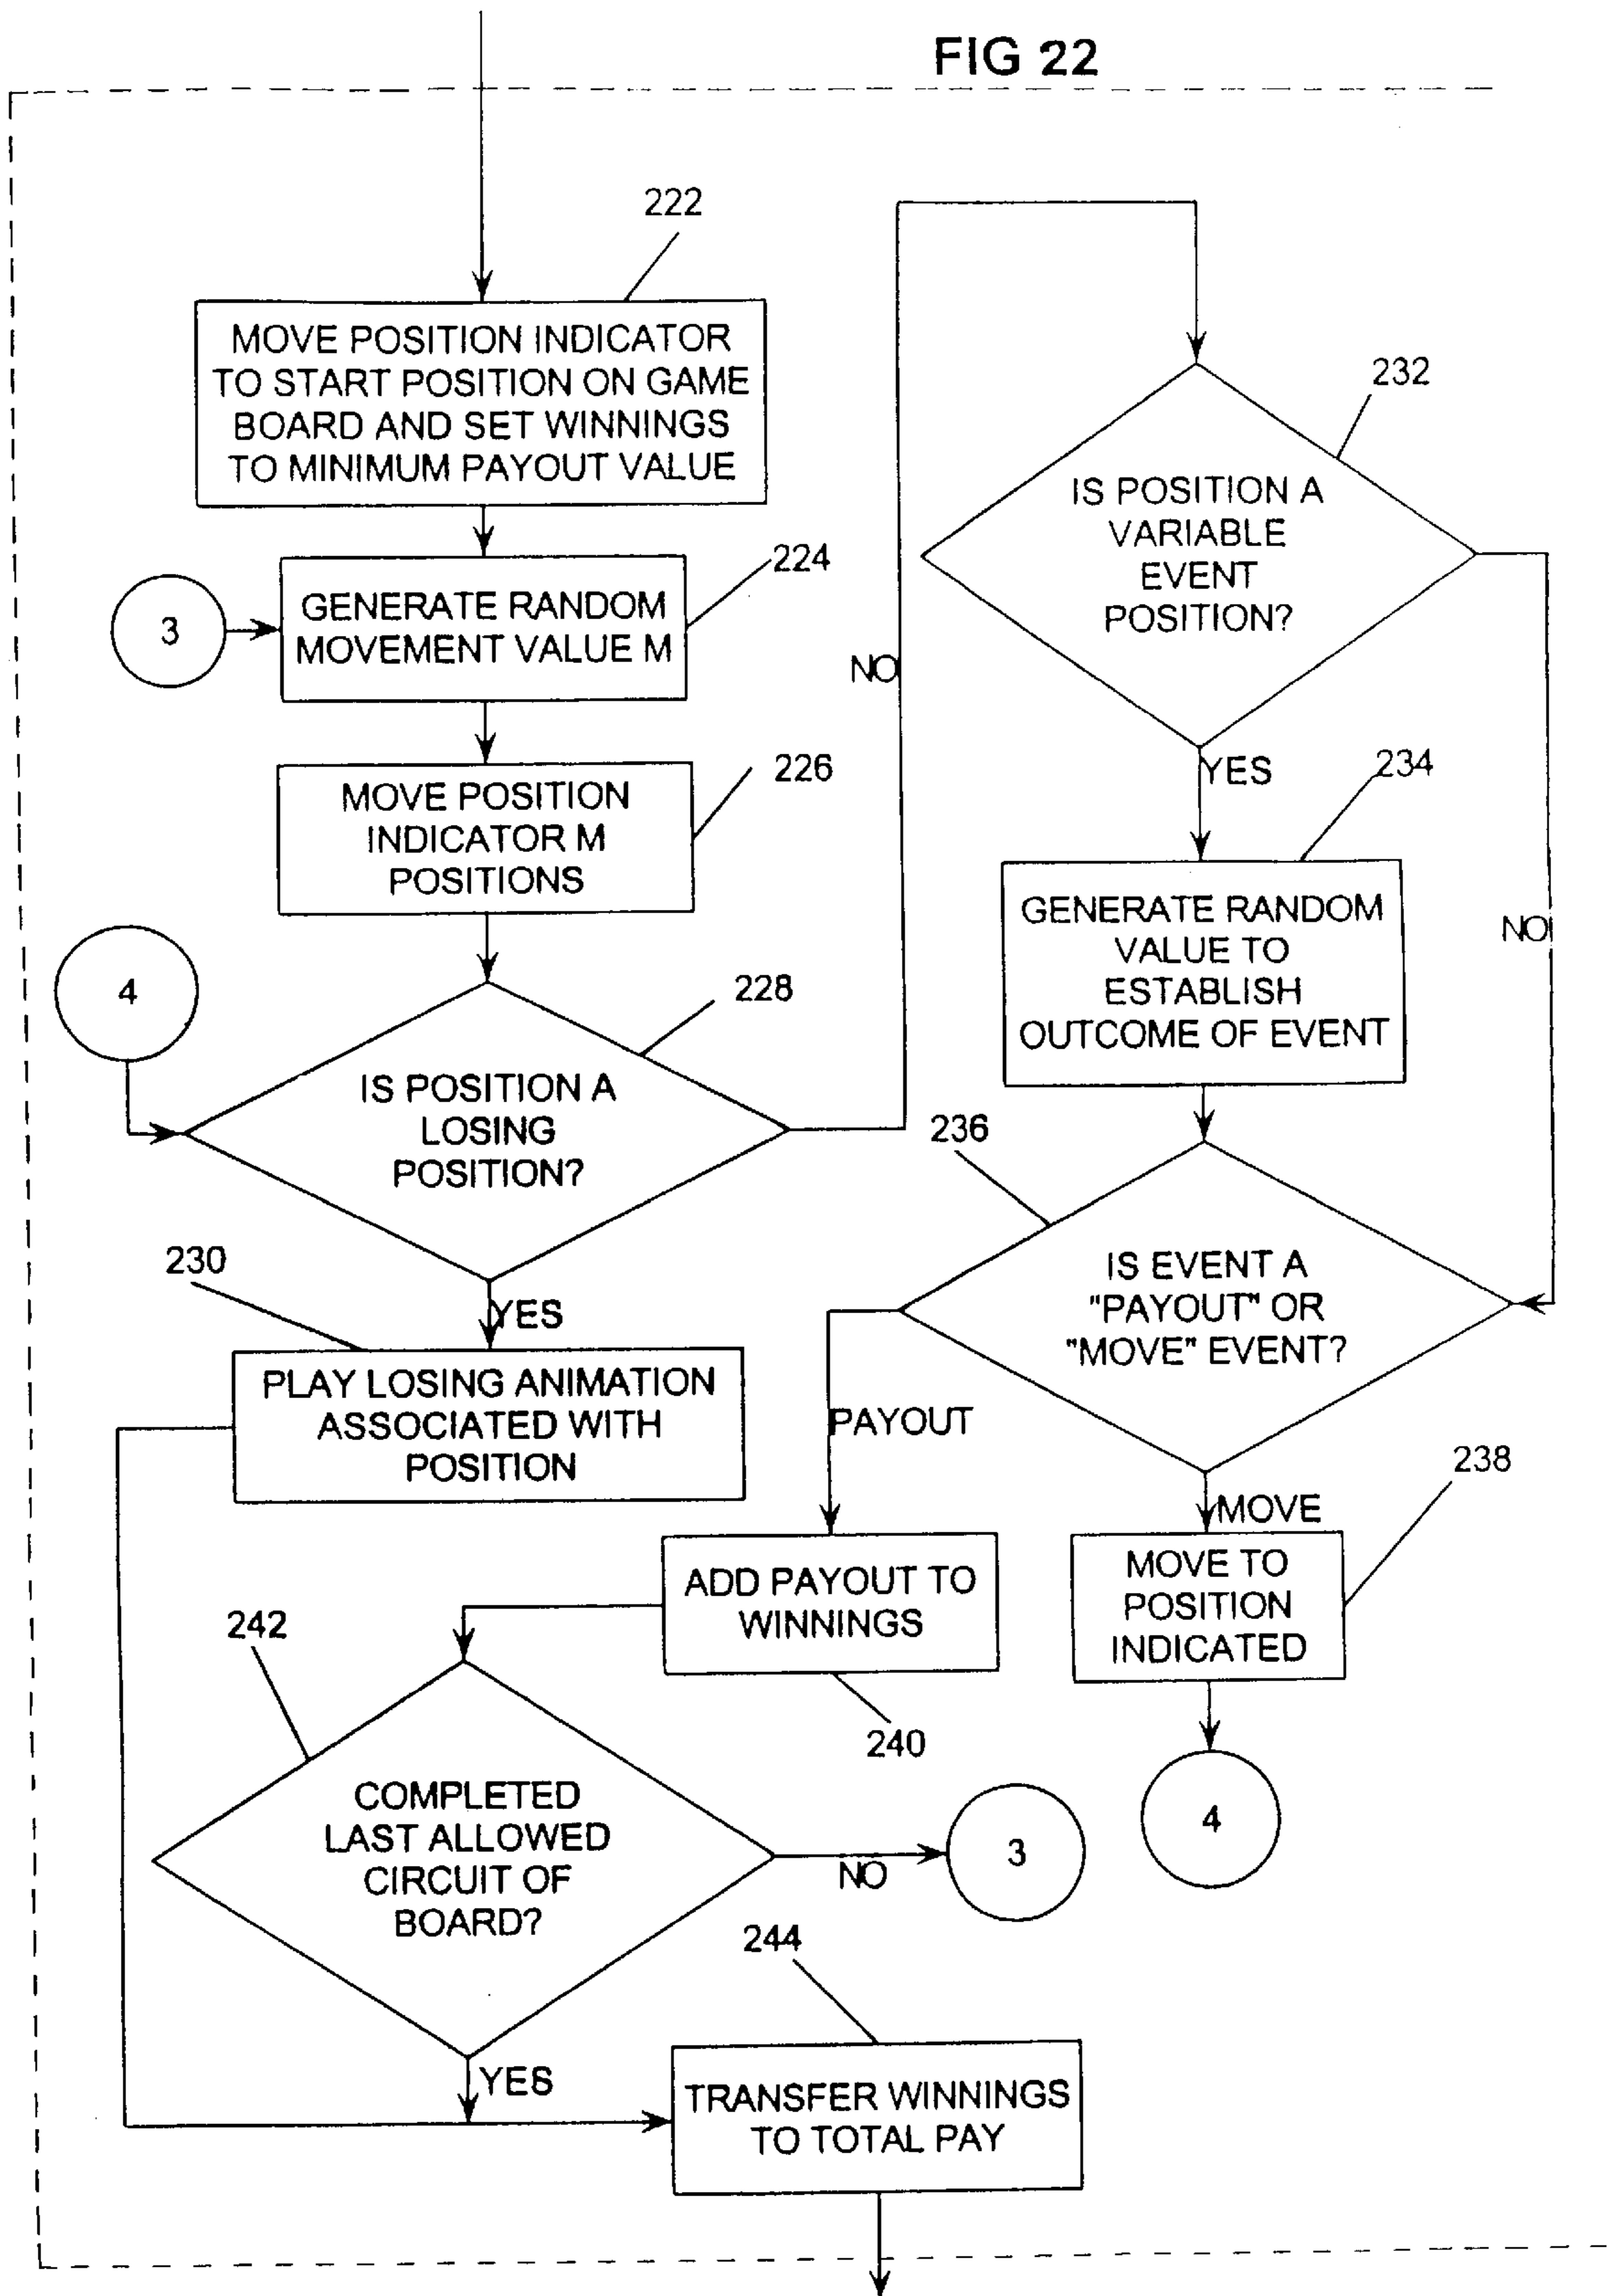 FIG 22
222
MOVE POSITION INDICATOR
TO START POSITION ON GAME
BOARD AND SET WINNINGS
TO MINIMUM PAYOUT VALUE
224
3
GENERATE RANDOM
MOVEMENT VALUE M
226
MOVE POSITION
INDICATOR M
POSITIONS
4
228
IS POSITION A
LOSING
POSITION?
NO
230
YES
PLAY LOSING ANIMATION
ASSOCIATED WITH
POSITION
232
IS POSITION A
VARIABLE
EVENT
POSITION?
YES
NO
234
GENERATE RANDOM
VALUE TO
ESTABLISH
OUTCOME OF EVENT
236
IS EVENT A
"PAYOUT" OR
"MOVE" EVENT?
PAYOUT
MOVE
238
MOVE TO
POSITION
INDICATED
4
ADD PAYOUT TO
WINNINGS
240
242
COMPLETED
LAST ALLOWED
CIRCUIT OF
BOARD?
NO
3
YES
244
TRANSFER WINNINGS
TO TOTAL PAY